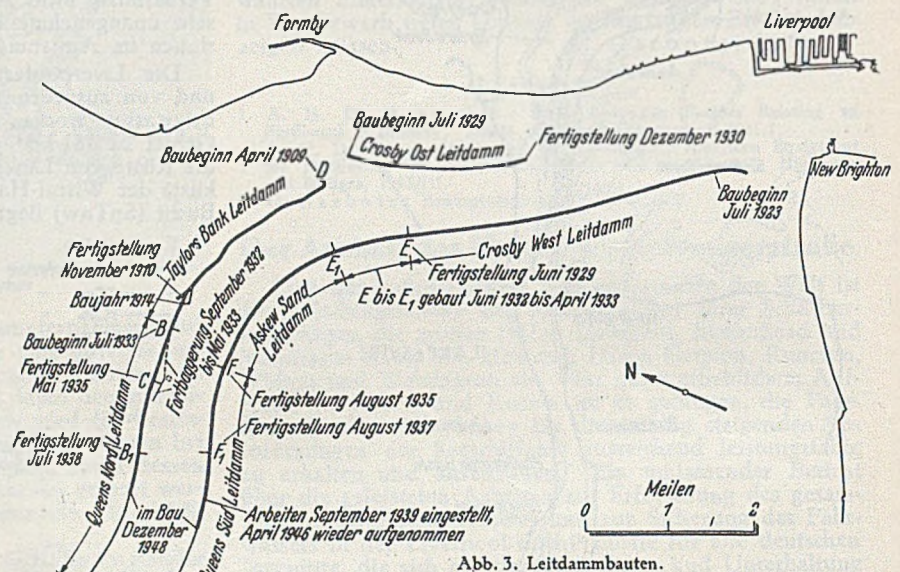 Formby
Liverpool
Baubeginn Juli 1929
Fertigstellung Dezember 1930
Crosby Ost Leitdamm
Baubeginn April 1909
D
New Brighton
Taylors Bank Leitdamm
Baubeginn
Juli 1923
Fertigstellung
November 1910
Crosby West Leitdamm
E
E1
Fertigstellung Juni 1929
E bis E1 gebaut Juni 1932 bis April 1933
Baujahr 1914
Fortbaggerung September 1932
bis Mai 1933
Askew Sand
Leitdamm
B
Baubeginn Juli 1933
Fertigstellung
Mai 1935
C
F
N
Fertigstellung August 1935
Fertigstellung August 1937
Fertigstellung
Juli 1938
B1
F1
Queens Nord Leitdamm
Queens Süd Leitdamm
im Bau
Dezember
1948
Arbeiten September 1939 eingestellt,
April 1946 wieder aufgenommen
Meilen
0 1 2
Abb. 3. Leitdammbauten.